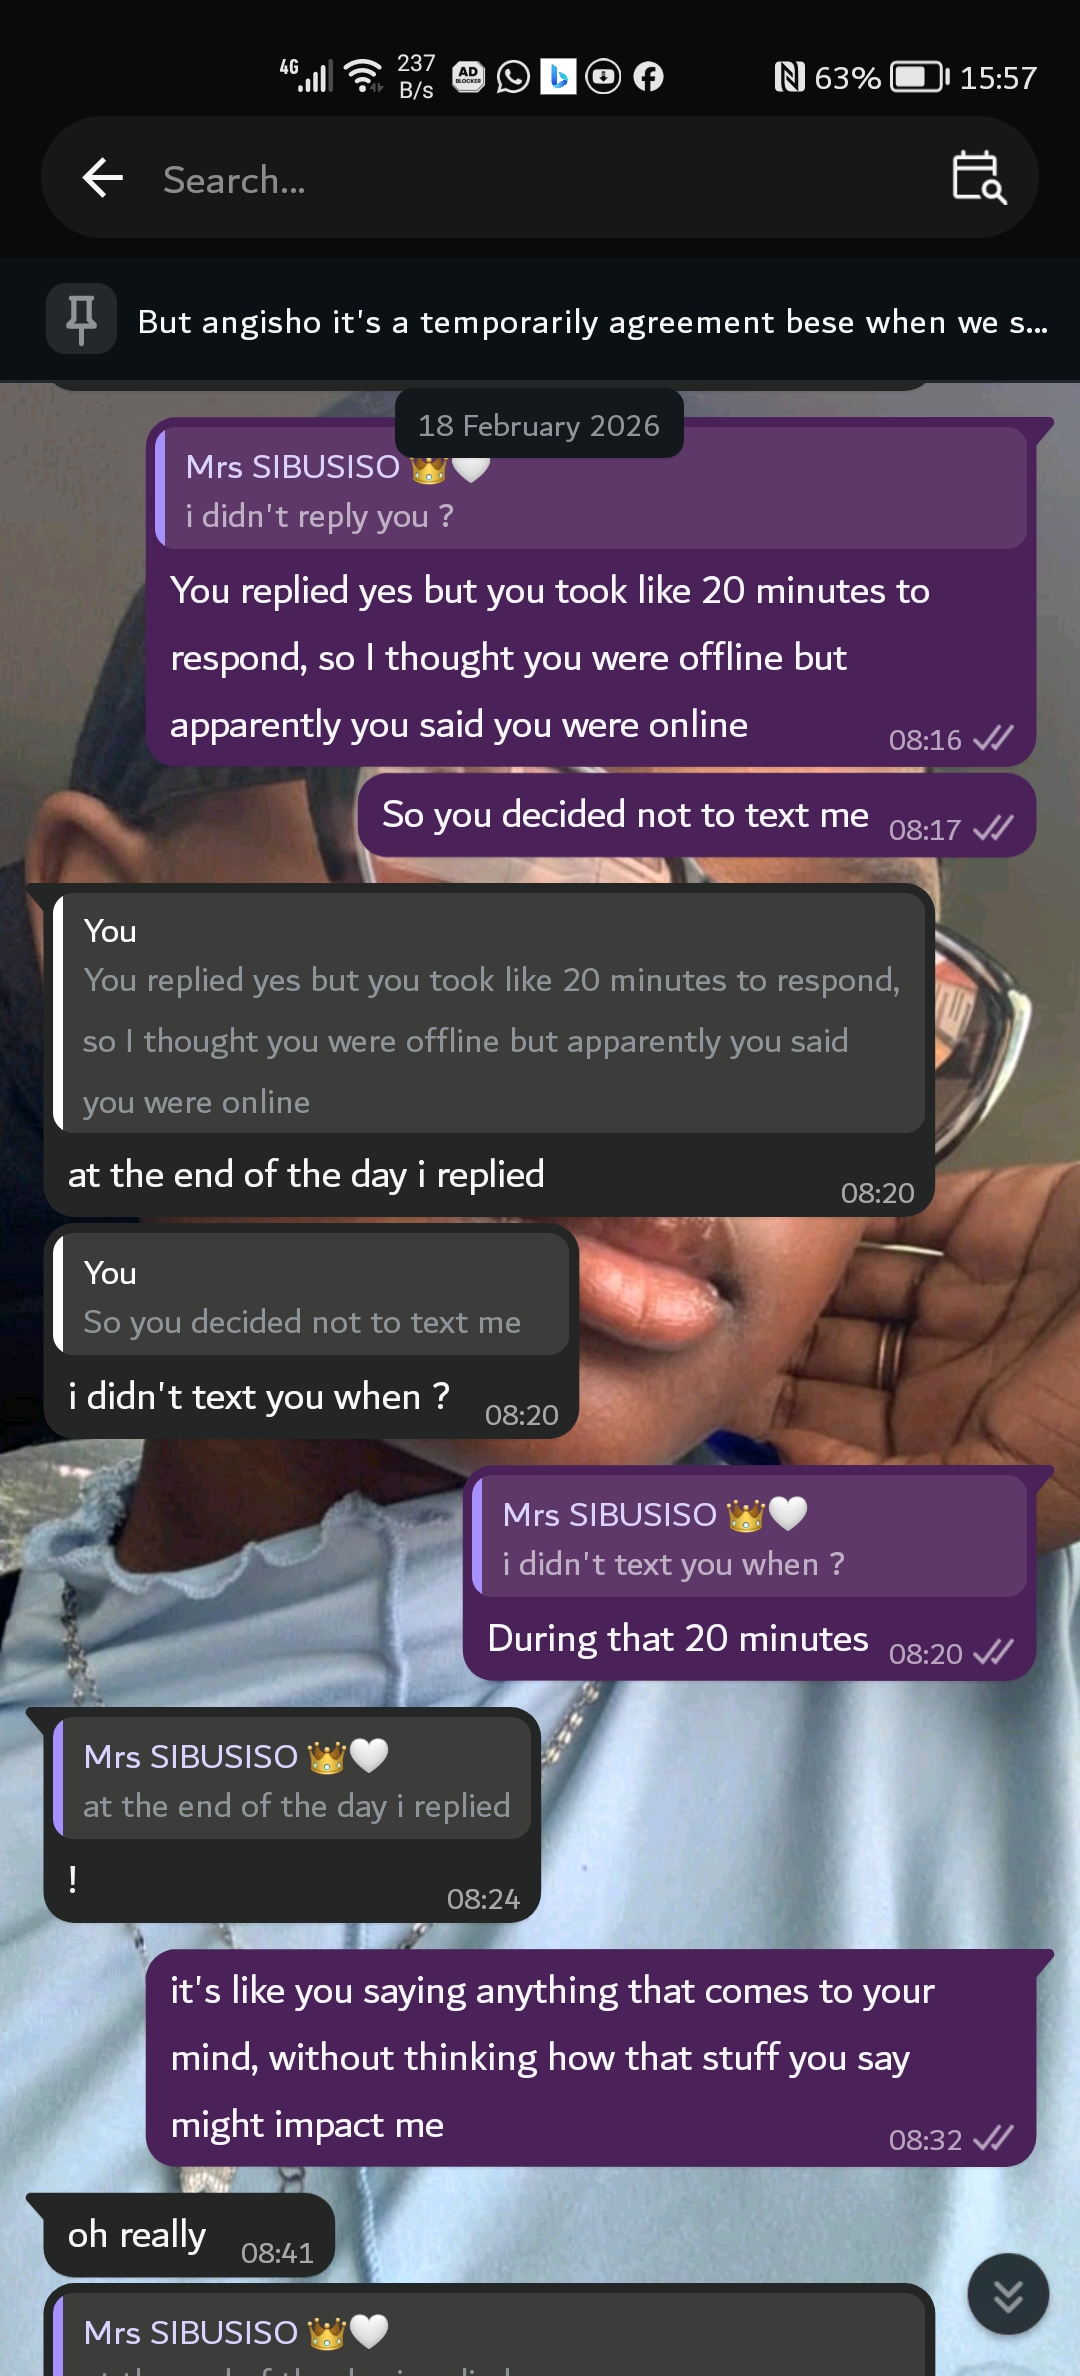 4G 237 B/s AD BLOCKER 63% 15:57
Search...
But angisho it's a temporarily agreement bese when we s...
18 February 2026
Mrs SIBUSISO 👑🤍
i didn't reply you ?
You replied yes but you took like 20 minutes to
respond, so I thought you were offline but
apparently you said you were online 08:16
So you decided not to text me 08:17
You
You replied yes but you took like 20 minutes to respond,
so I thought you were offline but apparently you said
you were online
at the end of the day i replied
08:20
You
So you decided not to text me
i didn't text you when ? 08:20
Mrs SIBUSISO 👑🤍
i didn't text you when ?
During that 20 minutes 08:20
Mrs SIBUSISO 👑🤍
at the end of the day i replied
!
08:24
it's like you saying anything that comes to your
mind, without thinking how that stuff you say
might impact me 08:32
oh really 08:41
Mrs SIBUSISO 👑🤍